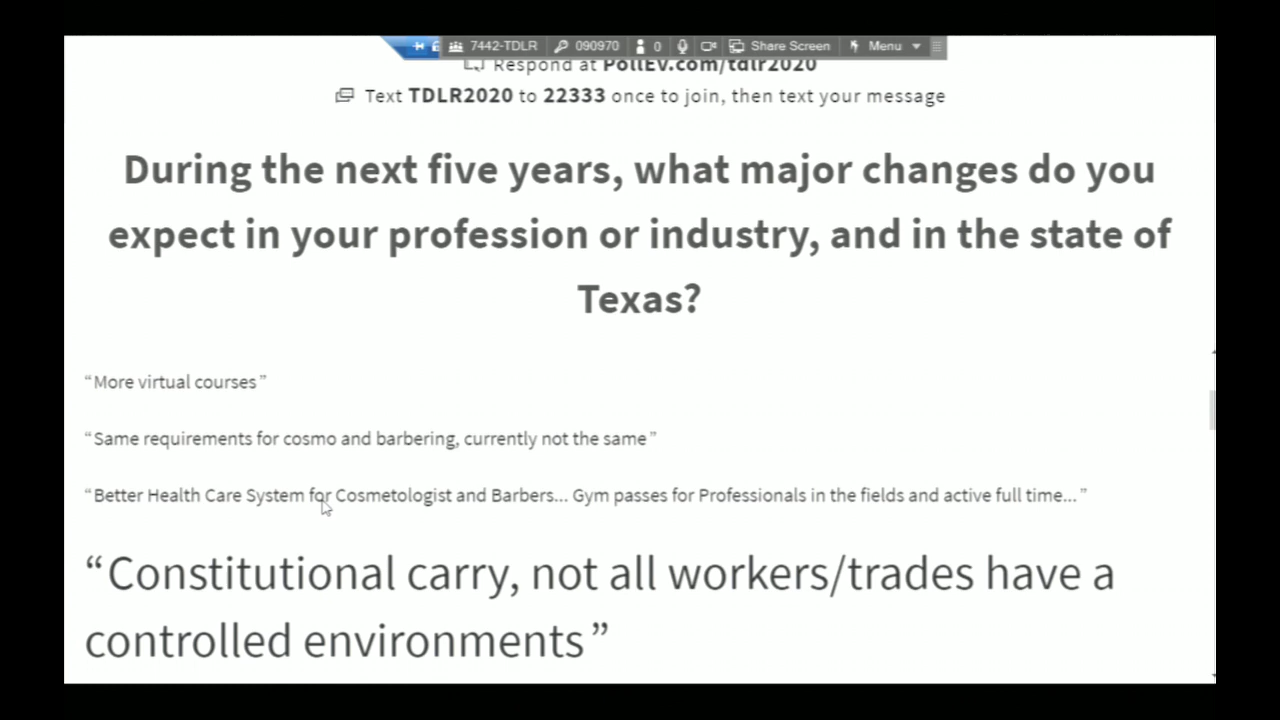 7442-TDLR 090970 0 Share Screen Menu
Respond at PollEv.com/tdlr2020
Text TDLR2020 to 22333 once to join, then text your message
During the next five years, what major changes do you
expect in your profession or industry, and in the state of
Texas?
“More virtual courses”
“Same requirements for cosmo and barbering, currently not the same”
“Better Health Care System for Cosmetologist and Barbers... Gym passes for Professionals in the fields and active full time...”
“Constitutional carry, not all workers/trades have a
controlled environments”